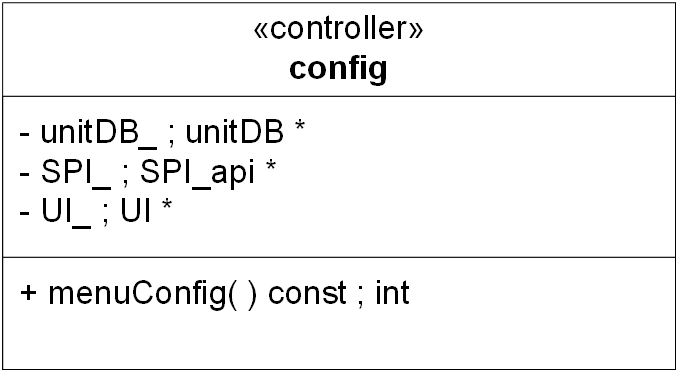 «controller»
config
- unitDB_ ; unitDB *
- SPI_ ; SPI_api *
- UI_ ; UI *
+ menuConfig( ) const ; int